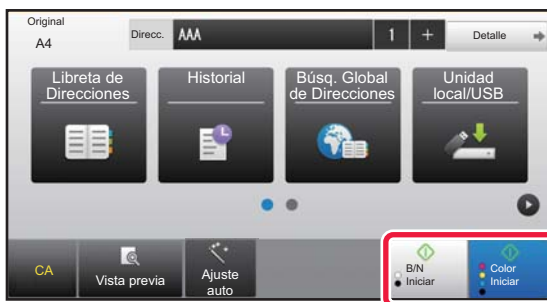 Original
A4
Direcc.
AAA
1
+
Detalle
Libreta de
Direcciones
Historial
Búsq. Global
de Direcciones
Unidad
local/USB
CA
Vista previa
Ajuste
auto
B/N
Iniciar
Color
Iniciar